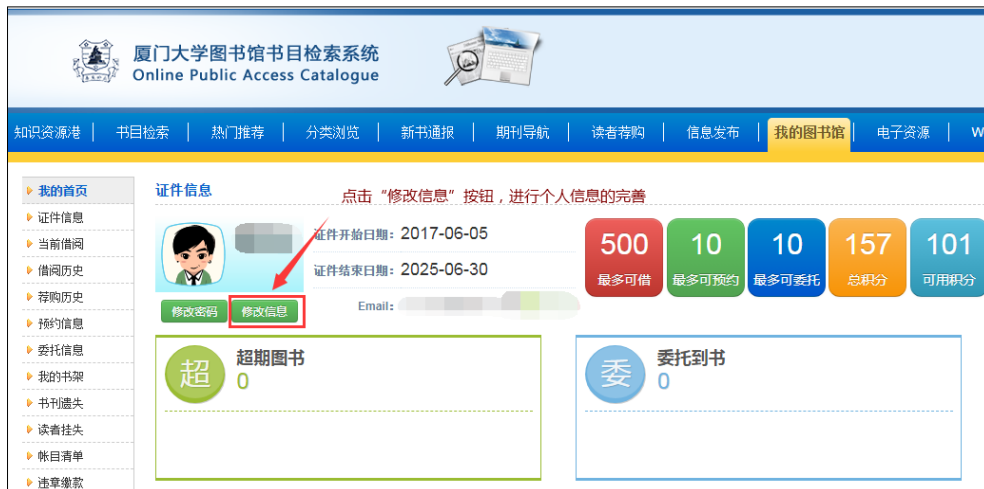 厦门大学图书馆书目检索系统
Online Public Access Catalogue
知识资源港 书目检索 热门推荐 分类浏览 新书通报 期刊导航 读者荐购 信息发布 我的图书馆 电子资源 W
我的首页
证件信息
当前借阅
借阅历史
荐购历史
预约信息
委托信息
我的书架
书刊遗失
读者挂失
帐目清单
违章缴款
证件信息
点击“修改信息”按钮，进行个人信息的完善
证件开始日期: 2017-06-05
证件结束日期: 2025-06-30
Email:
修改密码 修改信息
500 10 10 157 101
最多可借 最多可预约 最多可委托 总积分 可用积分
超 超期图书
0
委 委托到书
0